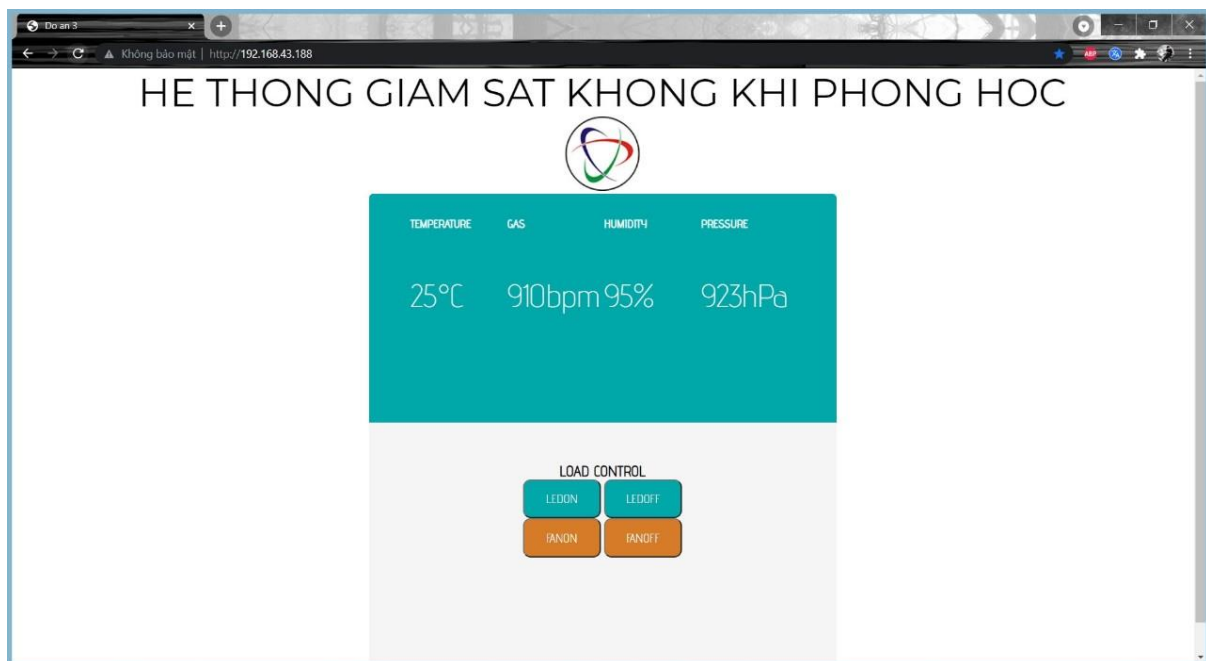 Do an 3
Không bảo mật | http://192.168.43.188
ABP
HE THONG GIAM SAT KHONG KHI PHONG HOC
TEMPERATURE GAS HUMIDITY PRESSURE
25°C 910bpm 95% 923hPa
LOAD CONTROL
LEDON LEDOFF
FANON FANOFF